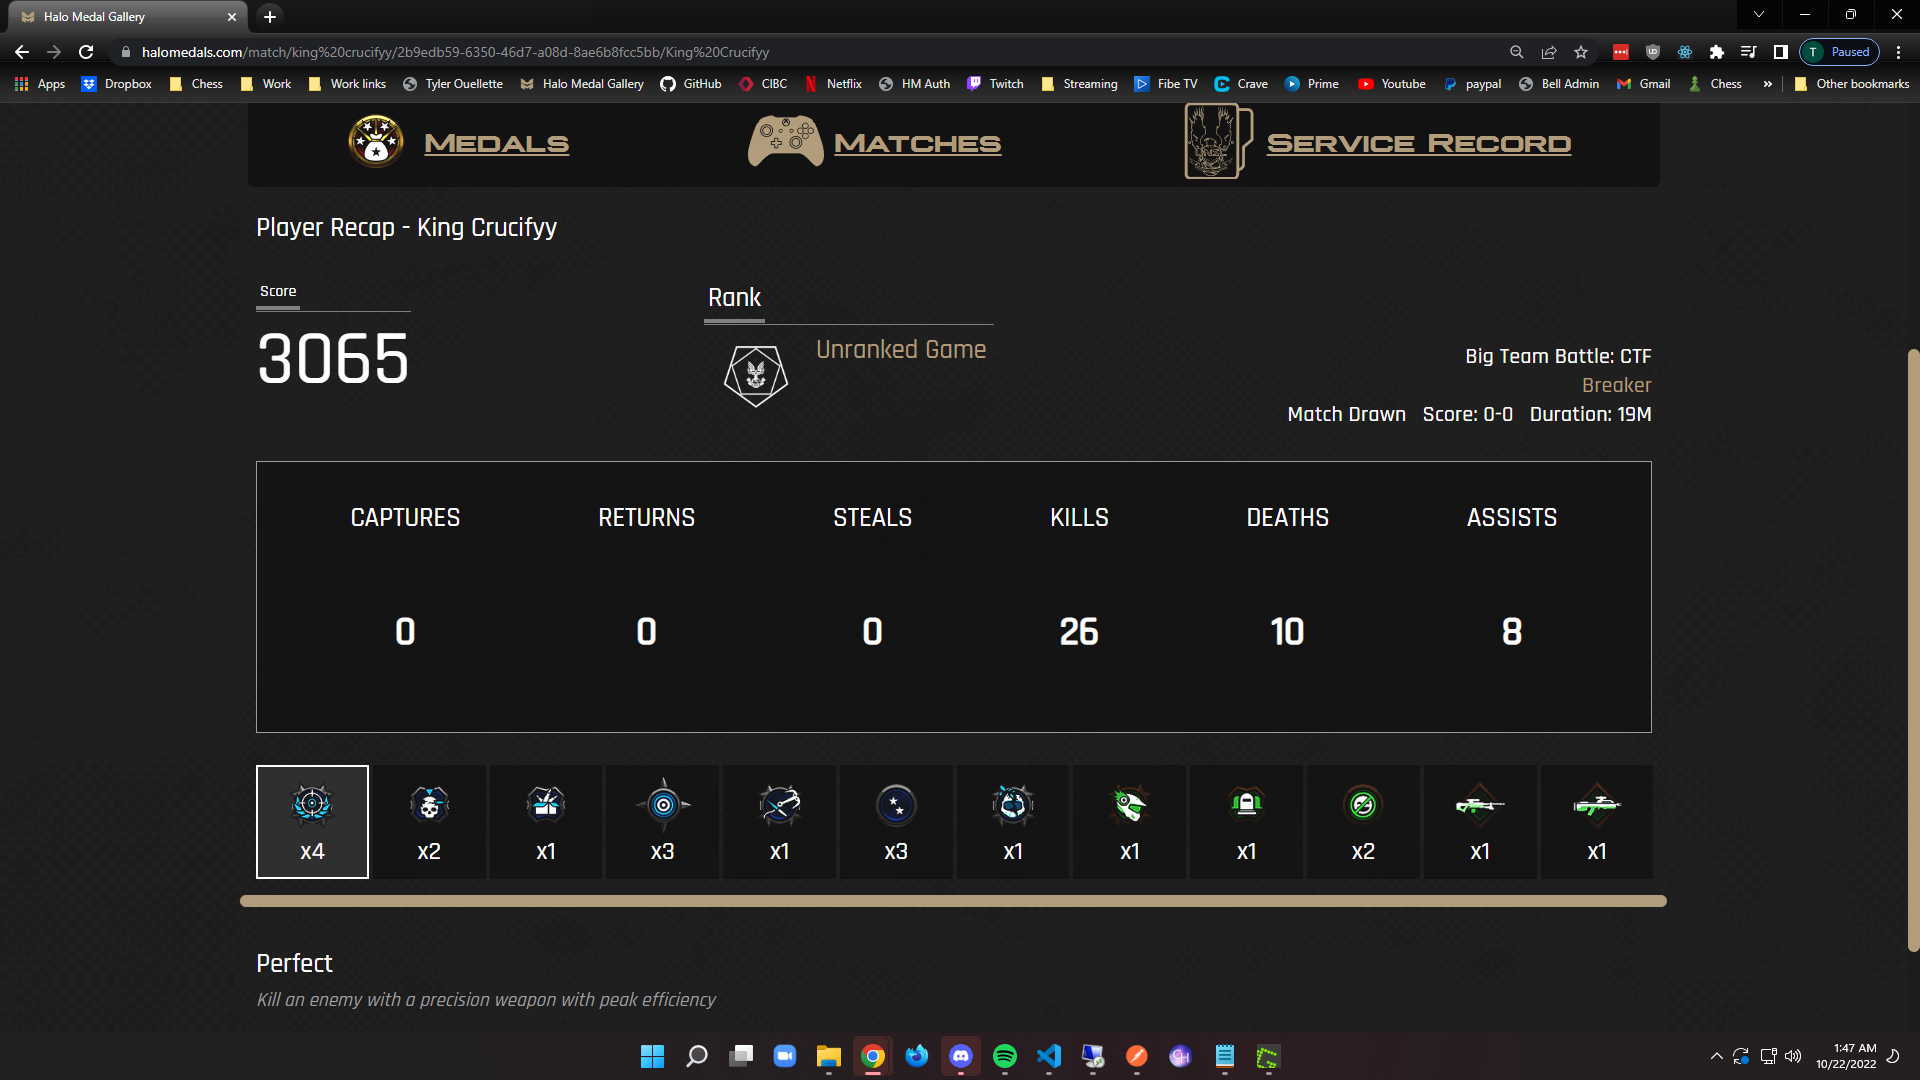 Halo Medal Gallery
halomedals.com/match/king%20crucifyy/2b9edb59-6350-46d7-a08d-8ae6b8fcc5bb/King%20Crucifyy
T Paused
Apps Dropbox Chess Work Work links Tyler Ouellette Halo Medal Gallery GitHub CIBC Netflix HM Auth Twitch Streaming Fibe TV Crave Prime Youtube paypal Bell Admin Gmail Chess » Other bookmarks
Medals Matches Service Record
Player Recap - King Crucifyy
Score
3065
Rank
Unranked Game
Big Team Battle: CTF
Breaker
Match Drawn Score: 0-0 Duration: 19M
CAPTURES RETURNS STEALS KILLS DEATHS ASSISTS
0 0 0 26 10 8
x4 x2 x1 x3 x1 x3 x1 x1 x1 x2 x1 x1
Perfect
Kill an enemy with a precision weapon with peak efficiency
1:47 AM
10/22/2022